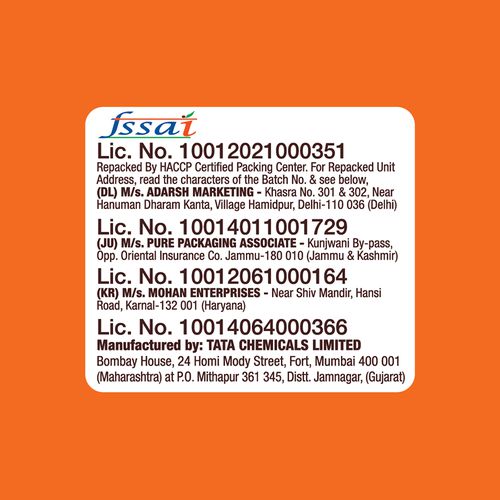 fssai
Lic. No. 10012021000351
Repacked By HACCP Certified Packing Center. For Repacked Unit
Address, read the characters of the Batch No. & see below,
(DL) M/s. ADARSH MARKETING - Khasra No. 301 & 302, Near
Hanuman Dharam Kanta, Village Hamidpur, Delhi-110 036 (Delhi)
Lic. No. 10014011001729
(JU) M/s. PURE PACKAGING ASSOCIATE - Kunjwani By-pass,
Opp. Oriental Insurance Co. Jammu-180 010 (Jammu & Kashmir)
Lic. No. 10012061000164
(KR) M/s. MOHAN ENTERPRISES - Near Shiv Mandir, Hansi
Road, Karnal-132 001 (Haryana)
Lic. No. 10014064000366
Manufactured by: TATA CHEMICALS LIMITED
Bombay House, 24 Homi Mody Street, Fort, Mumbai 400 001
(Maharashtra) at P.O. Mithapur 361 345, Distt. Jamnagar, (Gujarat)